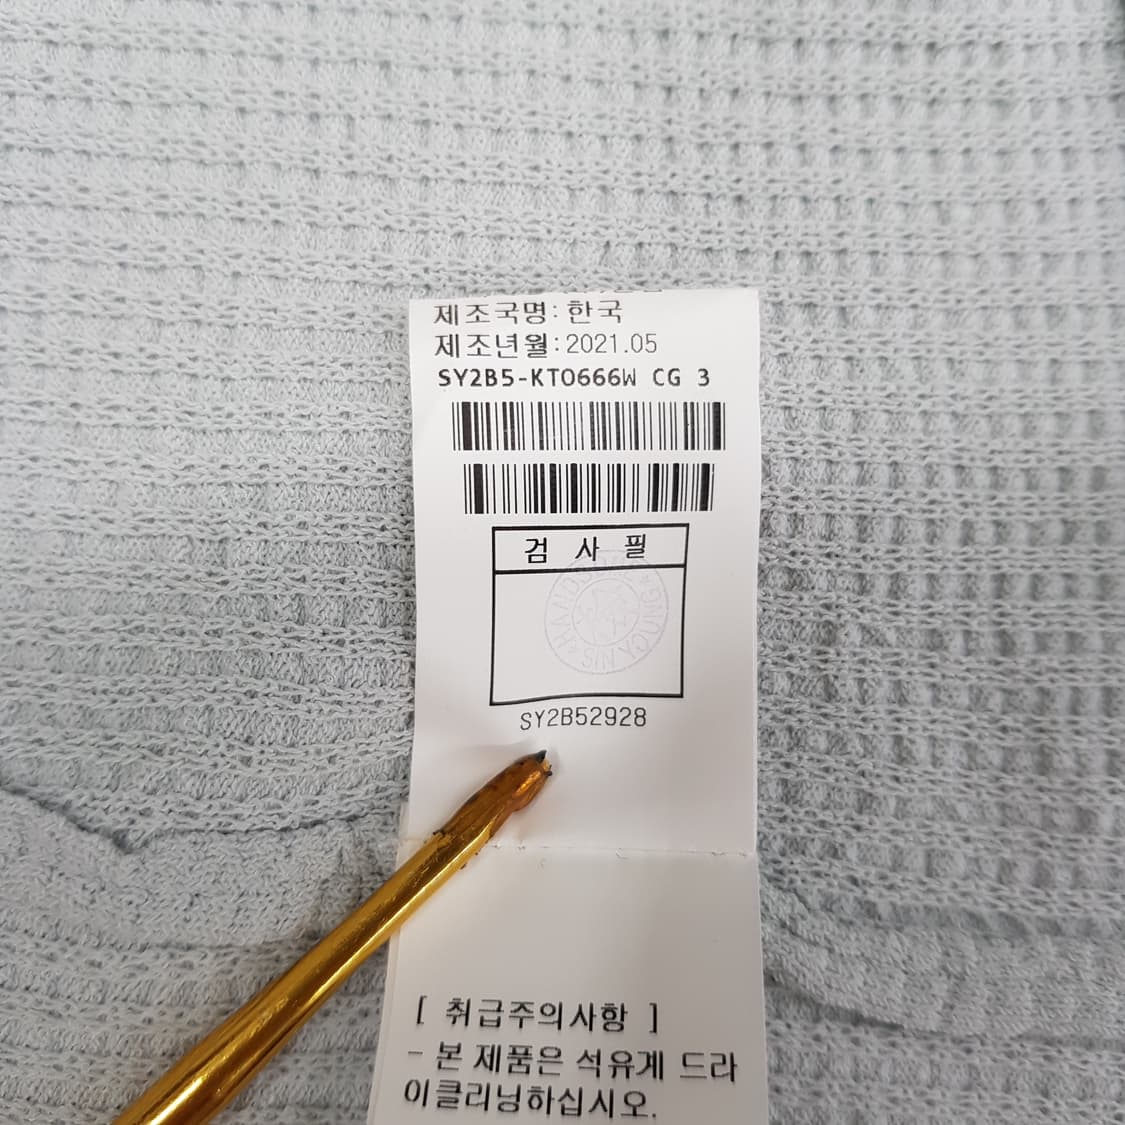 제조국명: 한국
제조년월:2021.05
SY2B5-KTO666W CG 3
검 사 필
SY2B52928
[ 취급주의사항 ]
- 본 제품은 석유계 드라
이클리닝하십시오.